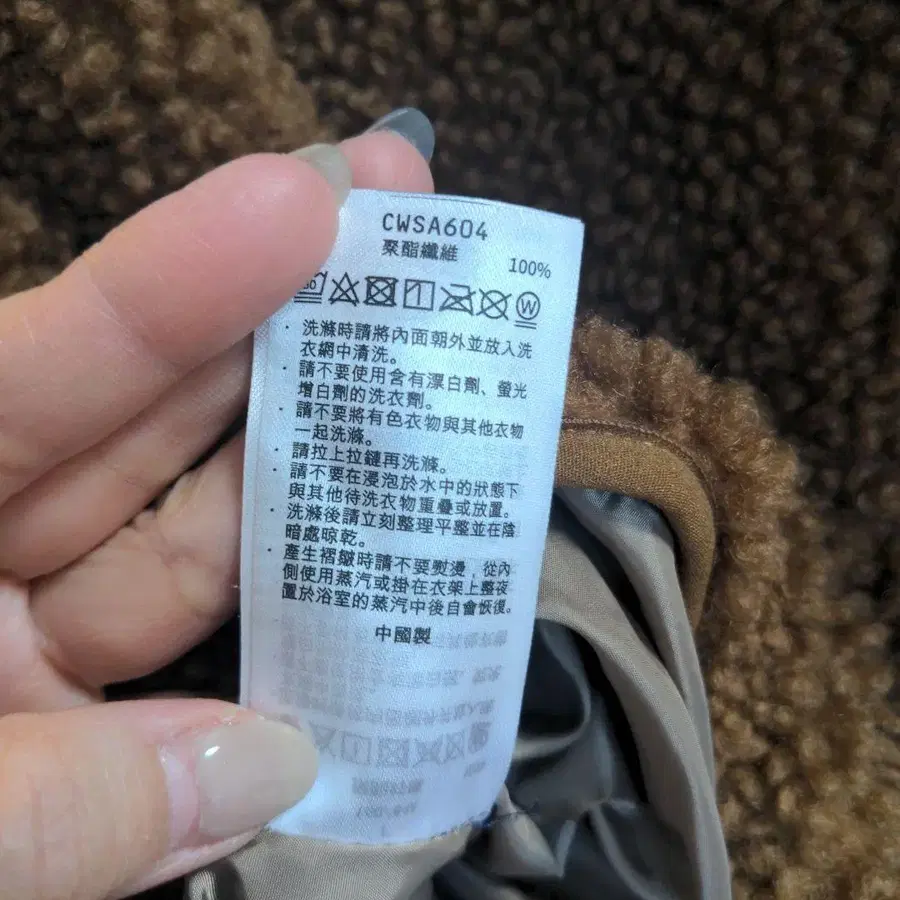 CWSA604
聚酯纖維
100%
W
· 洗滌時請將內面朝外並放入洗
衣網中清洗。
· 請不要使用含有漂白劑、螢光
增白劑的洗衣劑。
· 請不要將有色衣物與其他衣物
一起洗滌。
· 請拉上拉鏈再洗滌。
· 請不要在浸泡於水中的狀態下
與其他待洗衣物重疊或放置。
· 洗滌後請立刻整理平整並在陰
暗處晾乾。
· 產生褶皺時請不要熨燙，從內
側使用蒸汽或掛在衣架上整夜
置於浴室的蒸汽中後自會恢復。
中國製